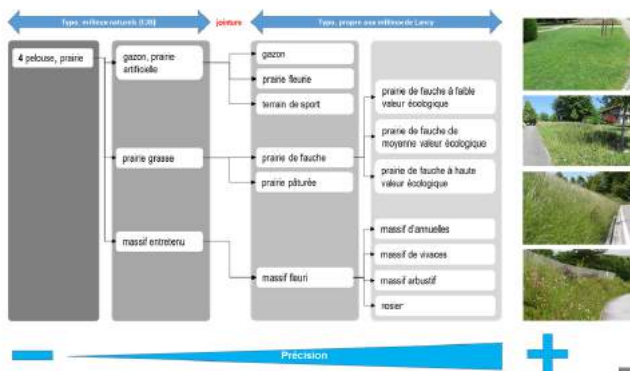 Typo. milieux naturels (CJB)
jointure
Typo. propre aux milieux de Lancy
4 pelouse, prairie
gazon, prairie
artificielle
prairie grasse
massif entretenu
gazon
prairie fleurie
terrain de sport
prairie de fauche
prairie pâturée
massif fleuri
prairie de fauche à faible
valeur écologique
prairie de fauche de
moyenne valeur écologique
prairie de fauche à haute
valeur écologique
massif d'annuelles
massif de vivaces
massif arbustif
rosier
Précision